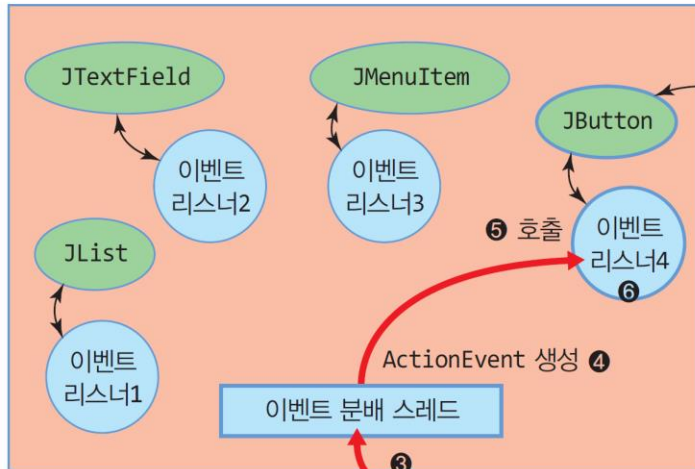 JTextField
JMenuItem
JButton
이벤트
리스너2
이벤트
리스너3
❺ 호출
이벤트
리스너4
❻
JList
이벤트
리스너1
ActionEvent 생성 ❹
이벤트 분배 스레드
❸